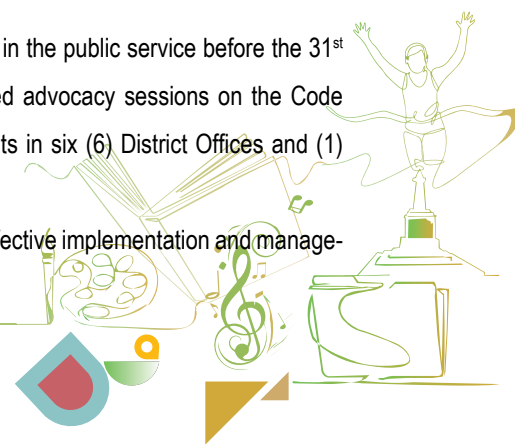 in the public service before the 31st
ed advocacy sessions on the Code
ts in six (6) District Offices and (1)
fective implementation and manage-